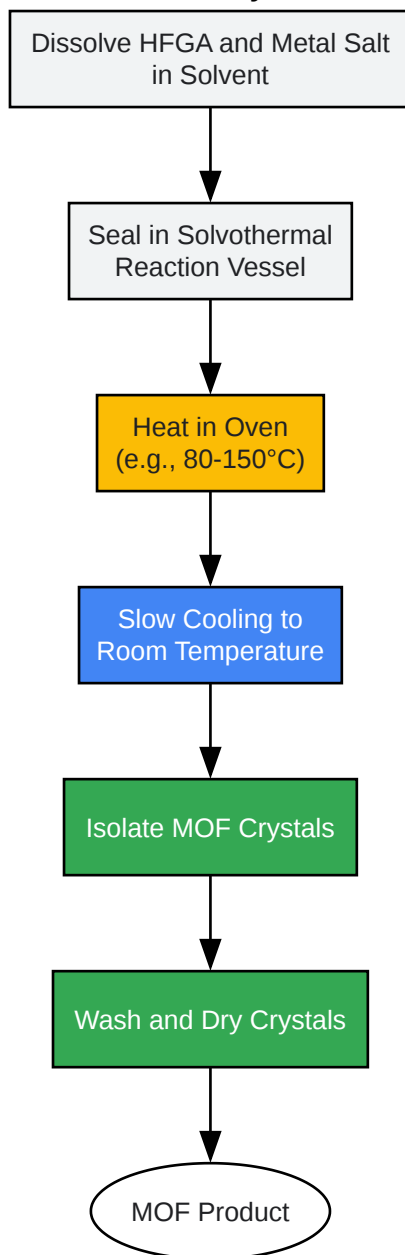 Dissolve HFGA and Metal Salt
in Solvent
Seal in Solvothermal
Reaction Vessel
Heat in Oven
(e.g., 80-150°C)
Slow Cooling to
Room Temperature
Isolate MOF Crystals
Wash and Dry Crystals
MOF Product